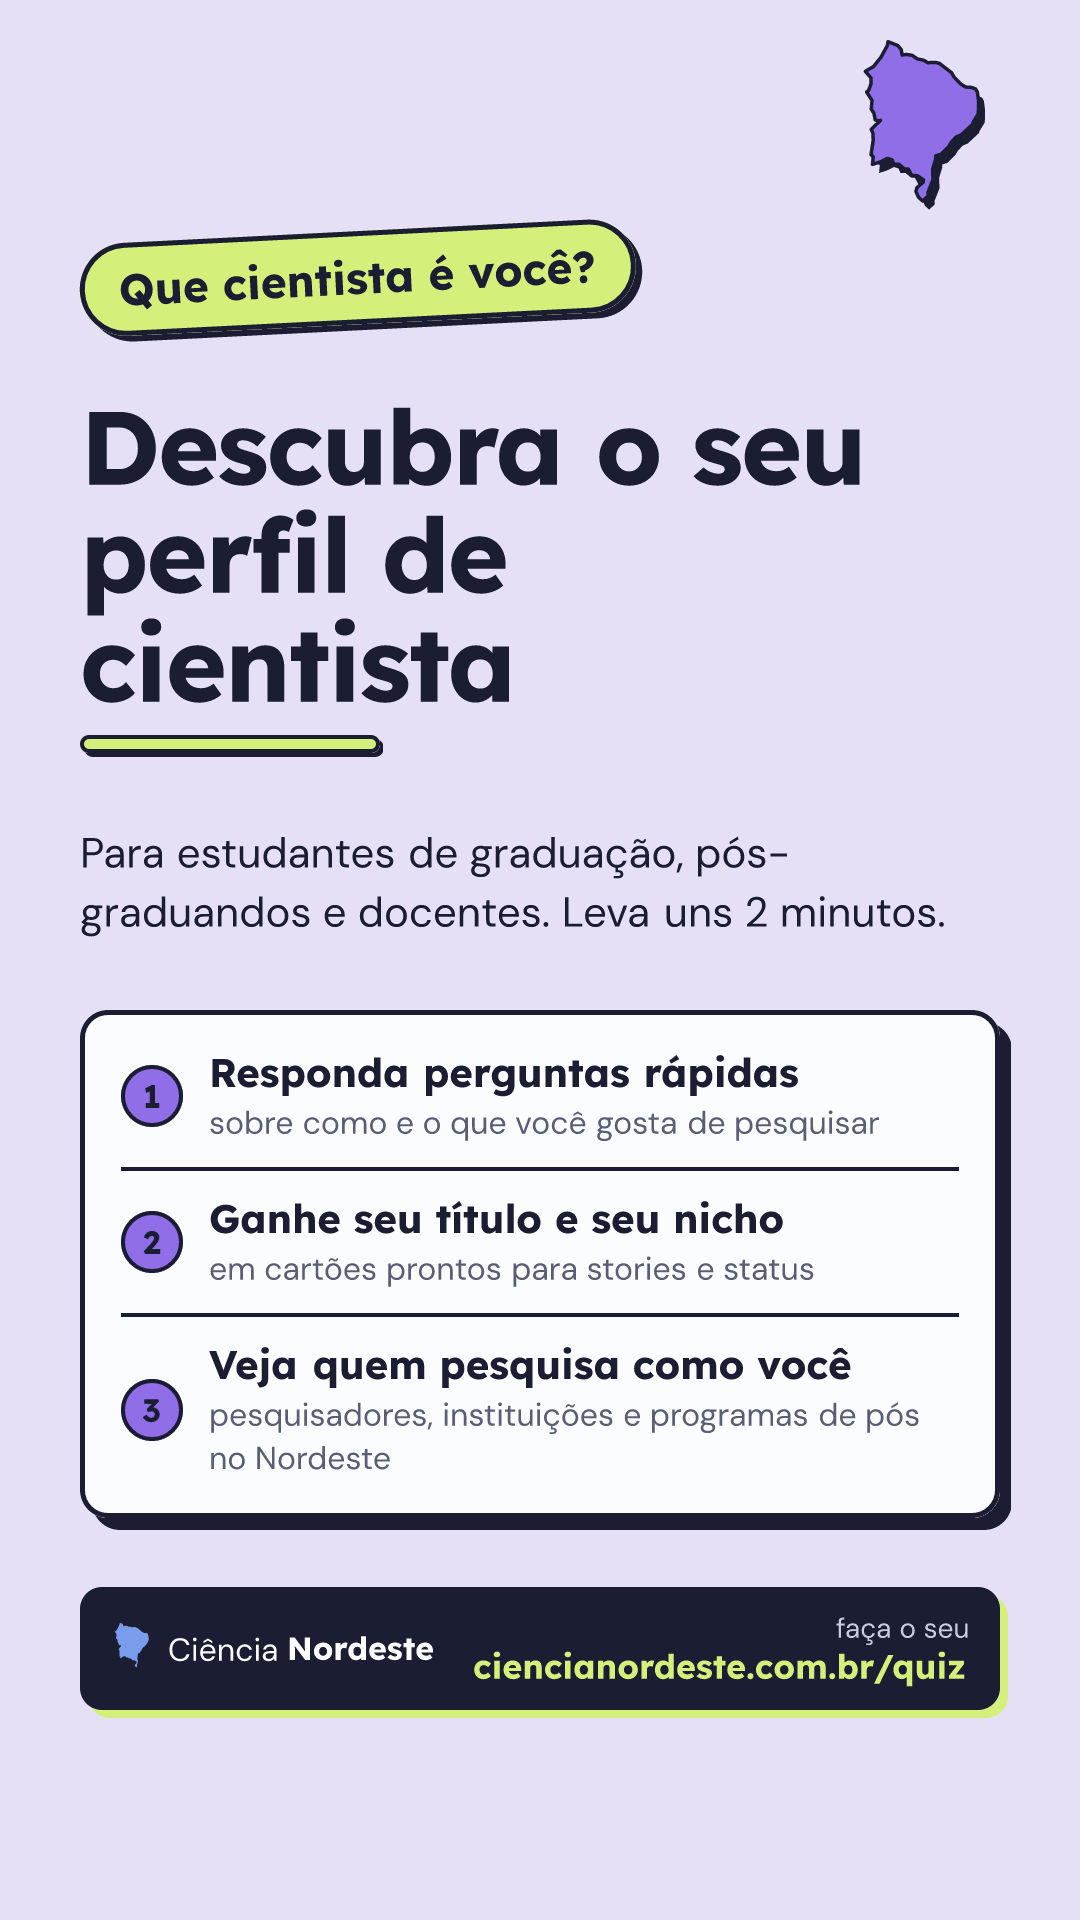 Que cientista é você?
Descubra o seu
perfil de
cientista
Para estudantes de graduação, pós-
graduandos e docentes. Leva uns 2 minutos.
1
Responda perguntas rápidas
sobre como e o que você gosta de pesquisar
2
Ganhe seu título e seu nicho
em cartões prontos para stories e status
3
Veja quem pesquisa como você
pesquisadores, instituições e programas de pós
no Nordeste
Ciência Nordeste
faça o seu
ciencianordeste.com.br/quiz